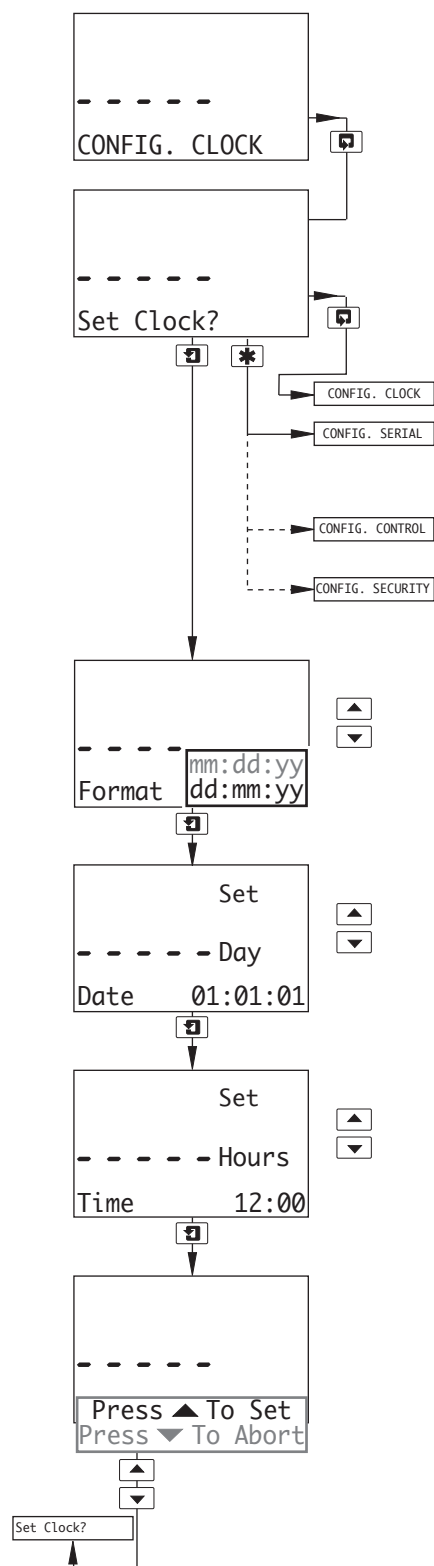 CONFIG. CLOCK
Set Clock?
CONFIG. CLOCK
CONFIG. SERIAL
CONFIG. CONTROL
CONFIG. SECURITY
mm:dd:yy
Format dd:mm:yy
Set
Day
Date 01:01:01
Set
Hours
Time 12:00
Press ▲ To Set
Press ▼ To Abort
Set Clock?